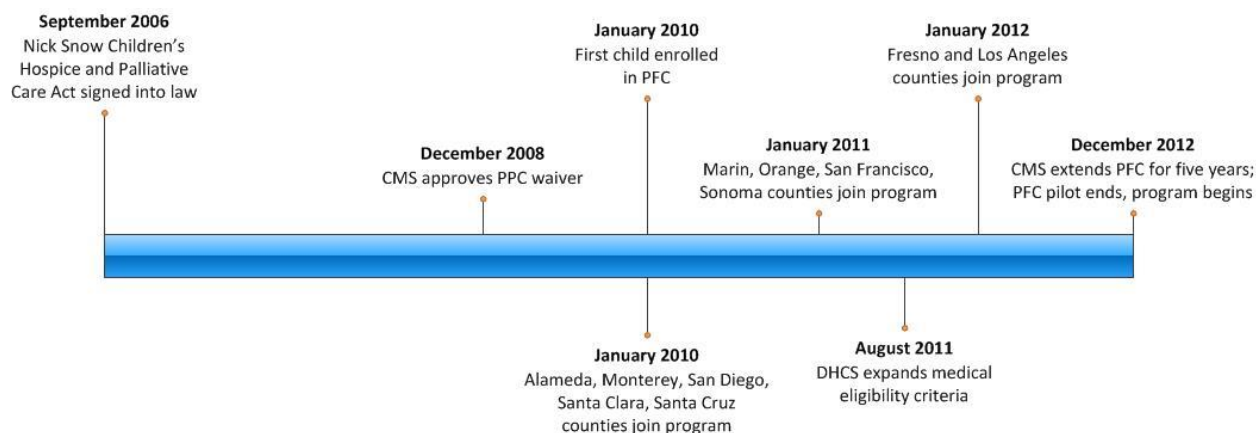 September 2006
Nick Snow Children's
Hospice and Palliative
Care Act signed into law
December 2008
CMS approves PPC waiver
January 2010
First child enrolled
in PFC
January 2010
Alameda, Monterey, San Diego,
Santa Clara, Santa Cruz
counties join program
January 2011
Marin, Orange, San Francisco,
Sonoma counties join program
August 2011
DHCS expands medical
eligibility criteria
January 2012
Fresno and Los Angeles
counties join program
December 2012
CMS extends PFC for five years;
PFC pilot ends, program begins